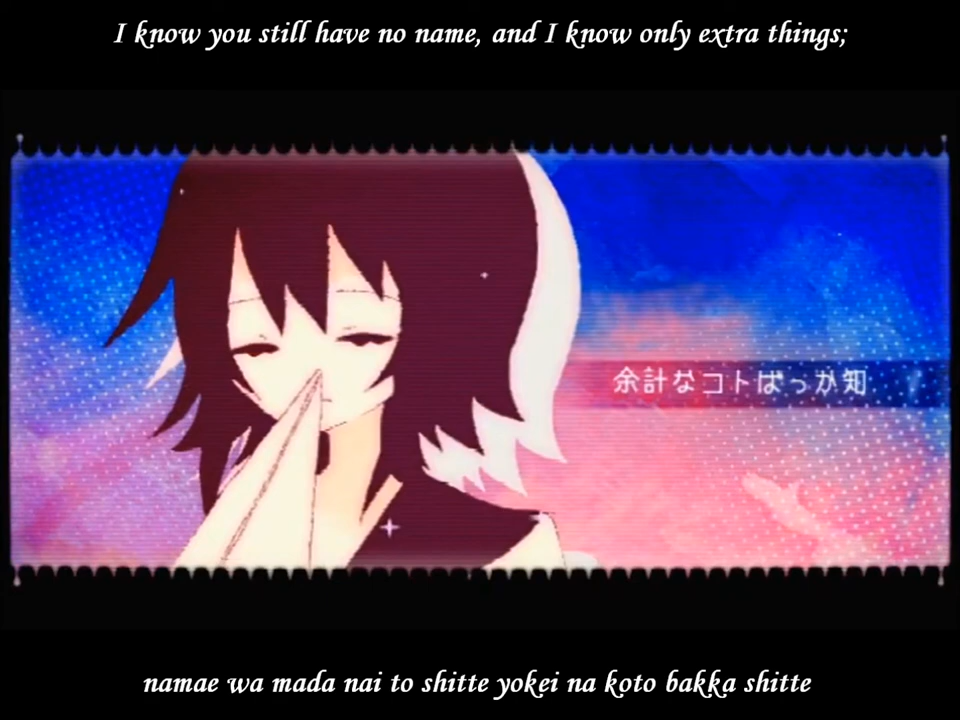 I know you still have no name, and I know only extra things;
余計なコトばっか知
namae wa mada nai to shitte yokei na koto bakka shitte